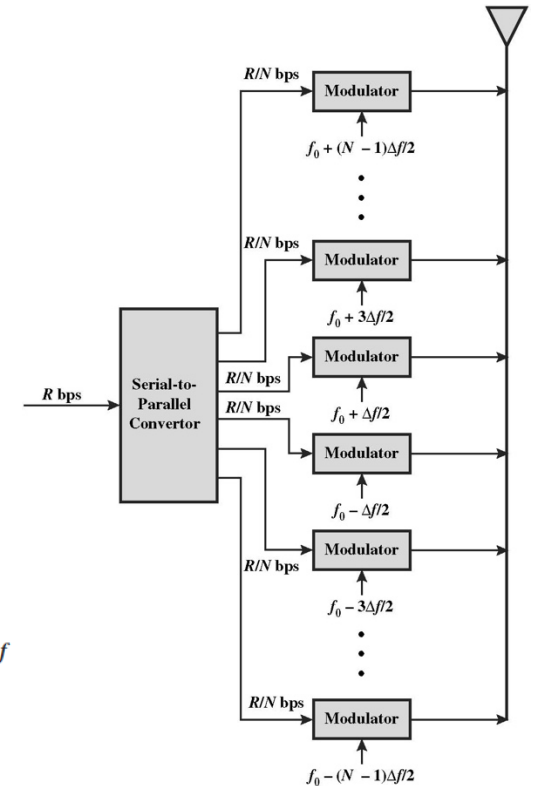 R/N bps
Modulator
f₀ + (N – 1)Δf/2
R/N bps
Modulator
f₀ + 3Δf/2
R bps
Serial-to-
Parallel
Convertor
R/N bps
Modulator
f₀ + Δf/2
R/N bps
Modulator
f₀ – Δf/2
R/N bps
Modulator
f₀ – 3Δf/2
f
R/N bps
Modulator
f₀ – (N – 1)Δf/2